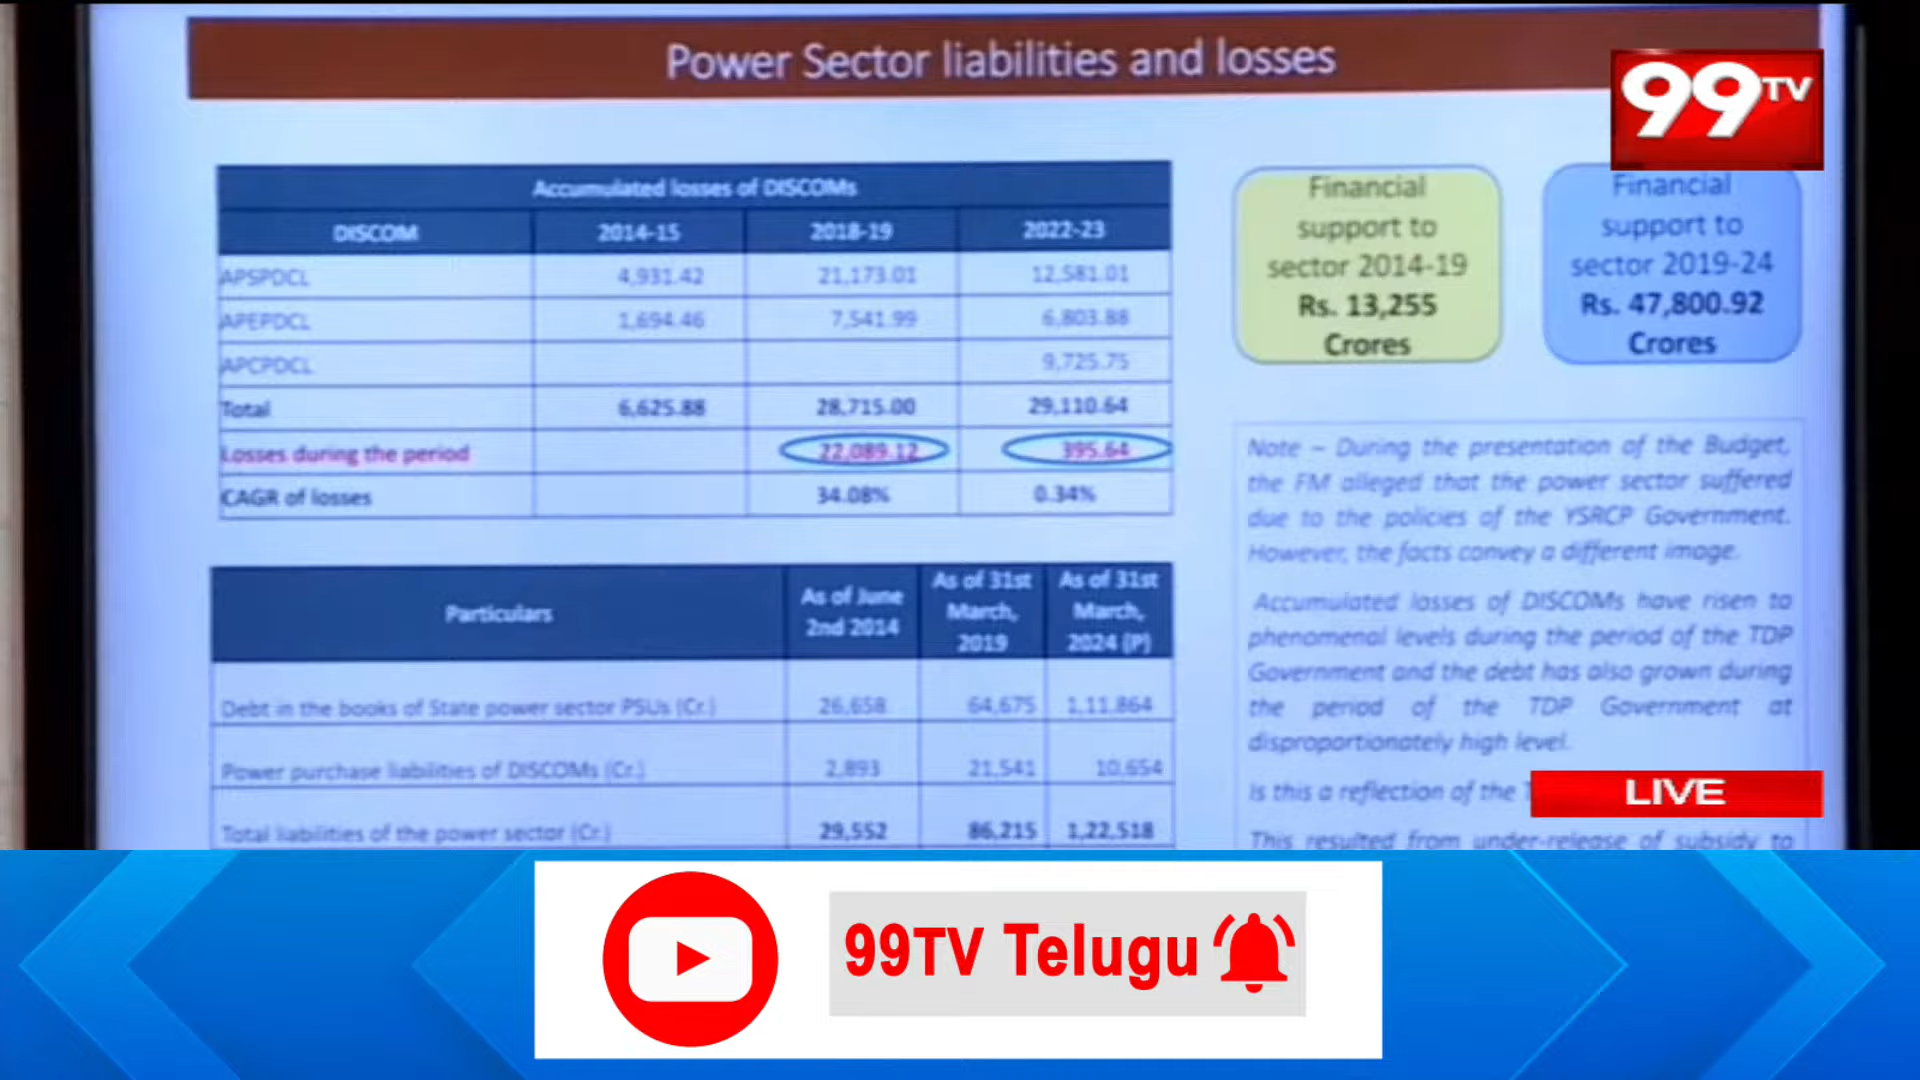 Power Sector liabilities and losses
99TV
Accumulated losses of DISCOMs
DISCOM 2014-15 2018-19 2022-23
APSPDCL 4,931.42 21,173.01 12,581.01
APEPDCL 1,694.46 7,541.99 6,803.88
APCPDCL 9,725.75
Total 6,625.88 28,715.00 29,110.64
Losses during the period 22,089.12 395.64
CAGR of losses 34.08% 0.34%
Financial
support to
sector 2014-19
Rs. 13,255
Crores
Financial
support to
sector 2019-24
Rs. 47,800.92
Crores
Particulars
As of June
2nd 2014
As of 31st
March,
2019
As of 31st
March,
2024 (P)
Debt in the books of State power sector PSUs (Cr.) 26,658 64,675 1,11,864
Power purchase liabilities of DISCOMs (Cr.) 2,893 21,541 10,654
Total liabilities of the power sector (Cr.) 29,552 86,215 1,22,518
Note – During the presentation of the Budget,
the FM alleged that the power sector suffered
due to the policies of the YSRCP Government.
However, the facts convey a different image.
Accumulated losses of DISCOMs have risen to
phenomenal levels during the period of the TDP
Government and the debt has also grown during
the period of the TDP Government at
disproportionately high level.
Is this a reflection of the
This resulted from under-release of subsidy to
LIVE
99TV Telugu